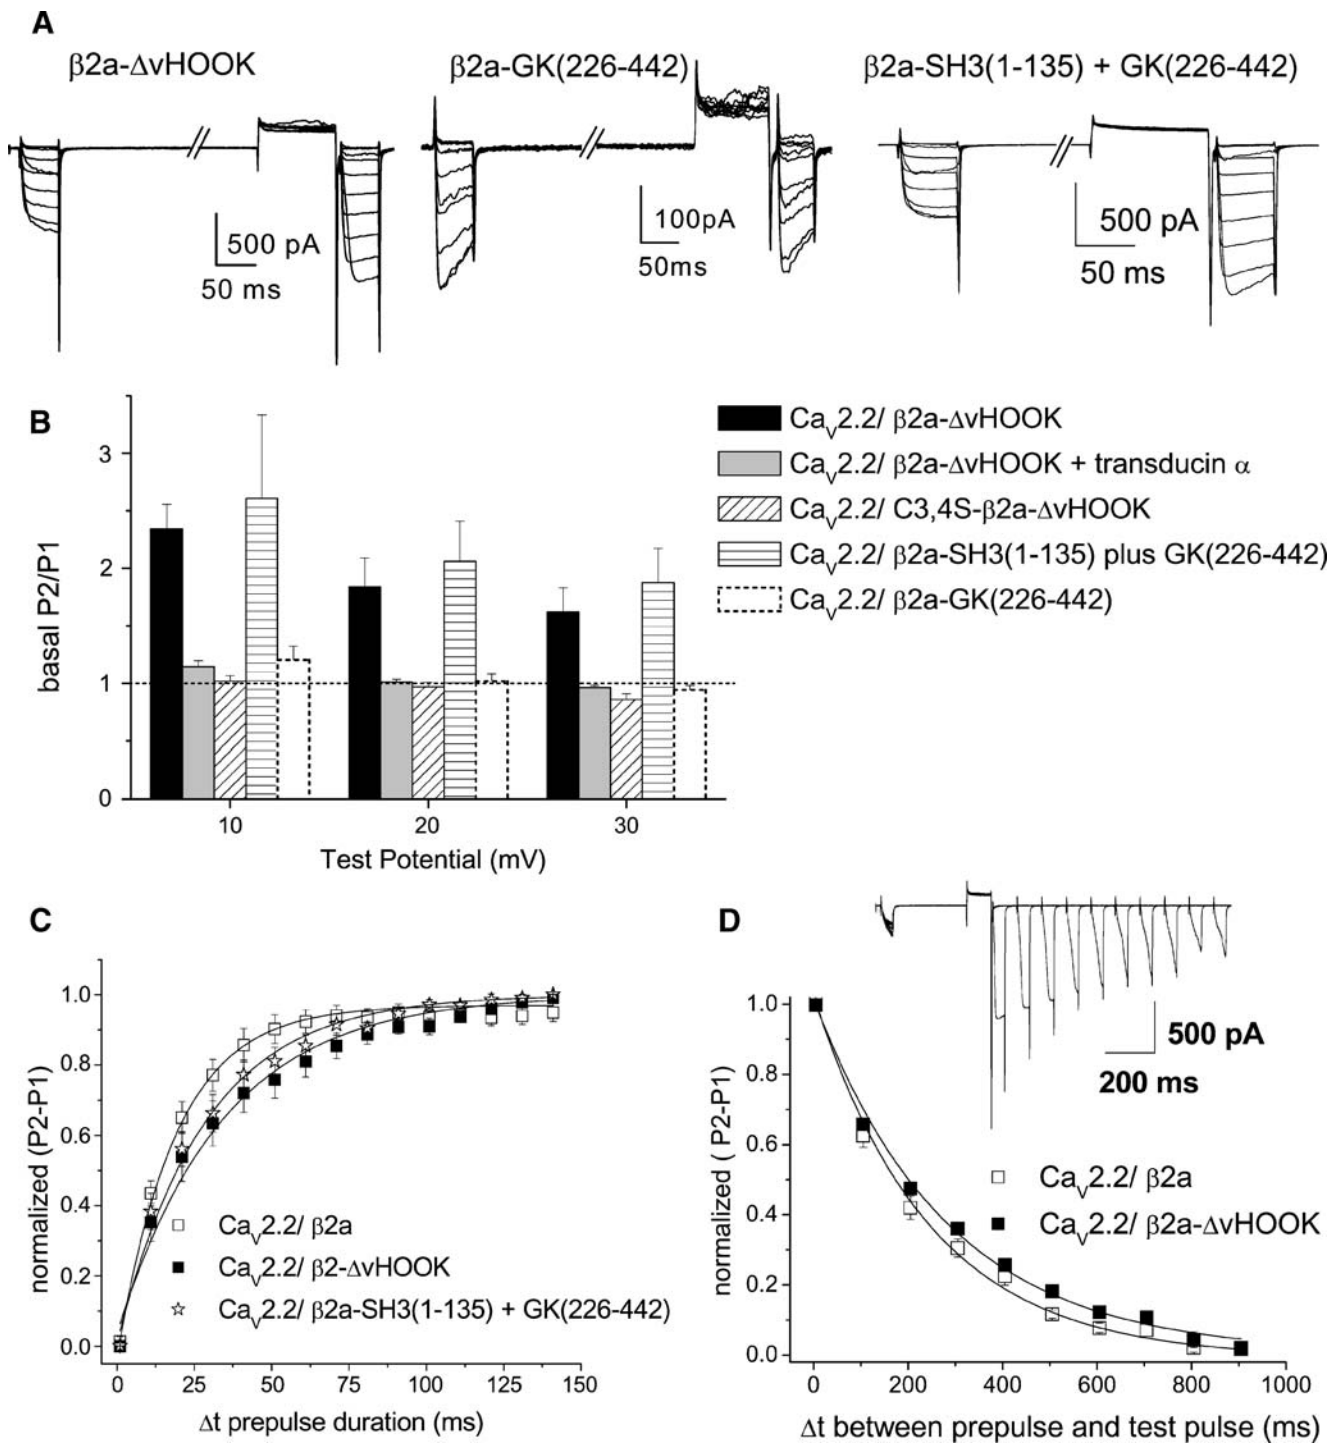 A
β2a-ΔvHOOK
β2a-GK(226-442)
β2a-SH3(1-135) + GK(226-442)
500 pA
50 ms
100pA
50ms
500 pA
50 ms
B
basal P2/P1
3
2
1
0
10
20
30
Test Potential (mV)
CaV2.2/ β2a-ΔvHOOK
CaV2.2/ β2a-ΔvHOOK + transducin α
CaV2.2/ C3,4S-β2a-ΔvHOOK
CaV2.2/ β2a-SH3(1-135) plus GK(226-442)
CaV2.2/ β2a-GK(226-442)
C
normalized (P2-P1)
1.0
0.8
0.6
0.4
0.2
0.0
CaV2.2/ β2a
CaV2.2/ β2-ΔvHOOK
CaV2.2/ β2a-SH3(1-135) + GK(226-442)
0
25
50
75
100
125
150
Δt prepulse duration (ms)
D
500 pA
200 ms
normalized ( P2-P1)
1.0
0.8
0.6
0.4
0.2
0.0
CaV2.2/ β2a
CaV2.2/ β2a-ΔvHOOK
0
200
400
600
800
1000
Δt between prepulse and test pulse (ms)